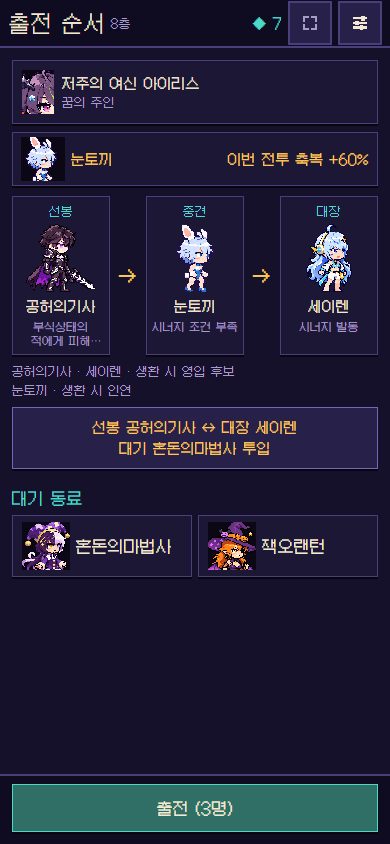 출전 순서 8층
◆ 7
저주의 여신 아이리스
꿈의 주인
눈토끼
이번 전투 축복 +60%
선봉
공허의기사
부식상태의
적에게 피해…
→
중견
눈토끼
시너지 조건 부족
→
대장
세이렌
시너지 발동
공허의기사 · 세이렌 · 생환 시 영입 후보
눈토끼 · 생환 시 인연
선봉 공허의기사 ↔ 대장 세이렌
대기 혼돈의마법사 투입
대기 동료
혼돈의마법사
잭오랜턴
출전 (3명)